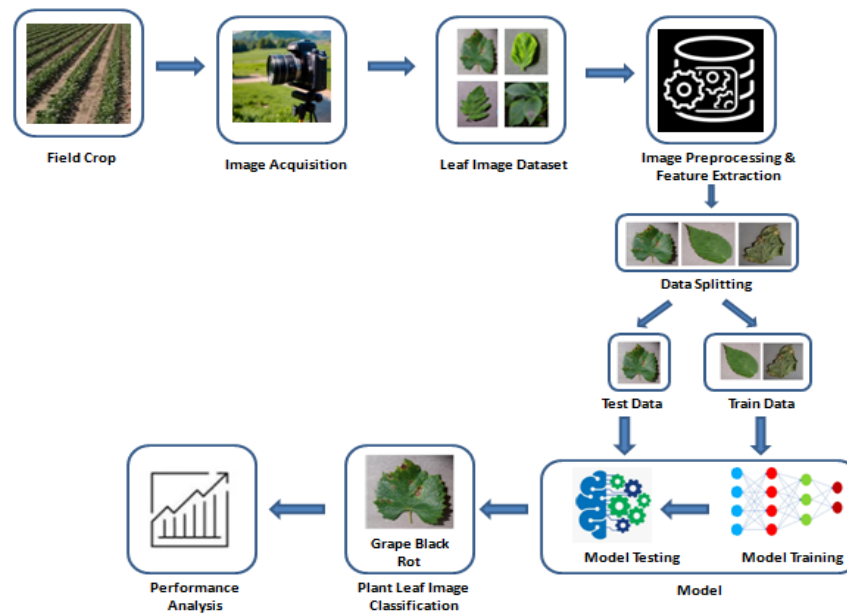 Field Crop
Image Acquisition
Leaf Image Dataset
Image Preprocessing &
Feature Extraction
Data Splitting
Test Data
Train Data
Model Testing
Model Training
Model
Grape Black
Rot
Plant Leaf Image
Classification
Performance
Analysis